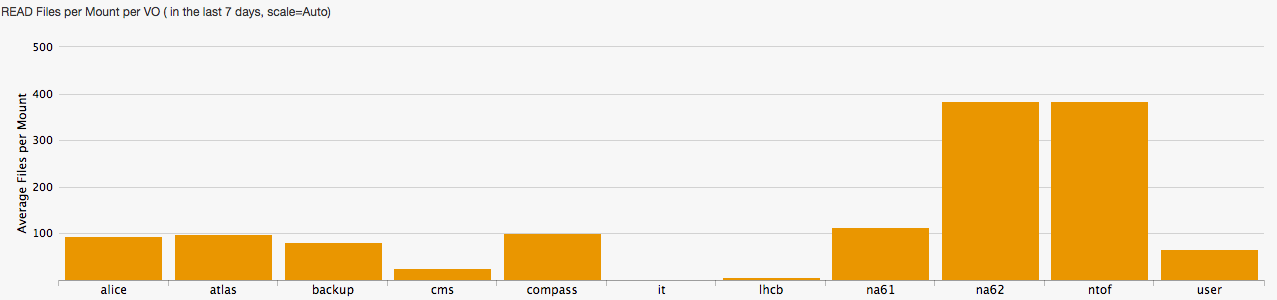 READ Files per Mount per VO ( in the last 7 days, scale=Auto)
Average Files per Mount
500
400
300
200
100
alice atlas backup cms compass it lhcb na61 na62 ntof user